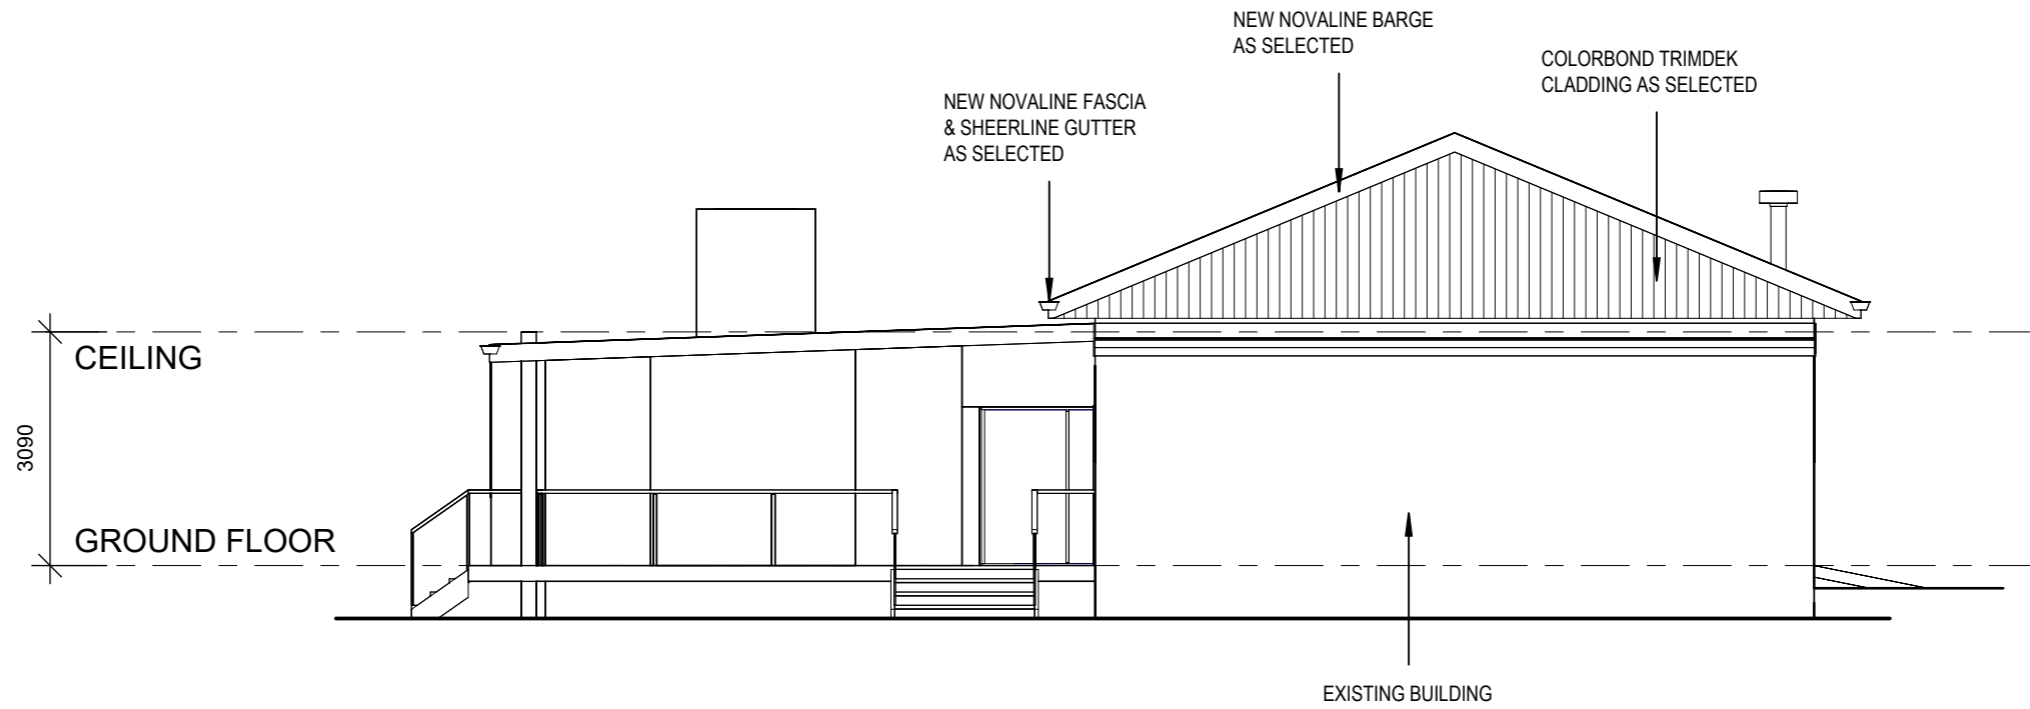 NEW NOVALINE BARGE
AS SELECTED
COLORBOND TRIMDEK
CLADDING AS SELECTED
NEW NOVALINE FASCIA
& SHEERLINE GUTTER
AS SELECTED
CEILING
3090
GROUND FLOOR
EXISTING BUILDING